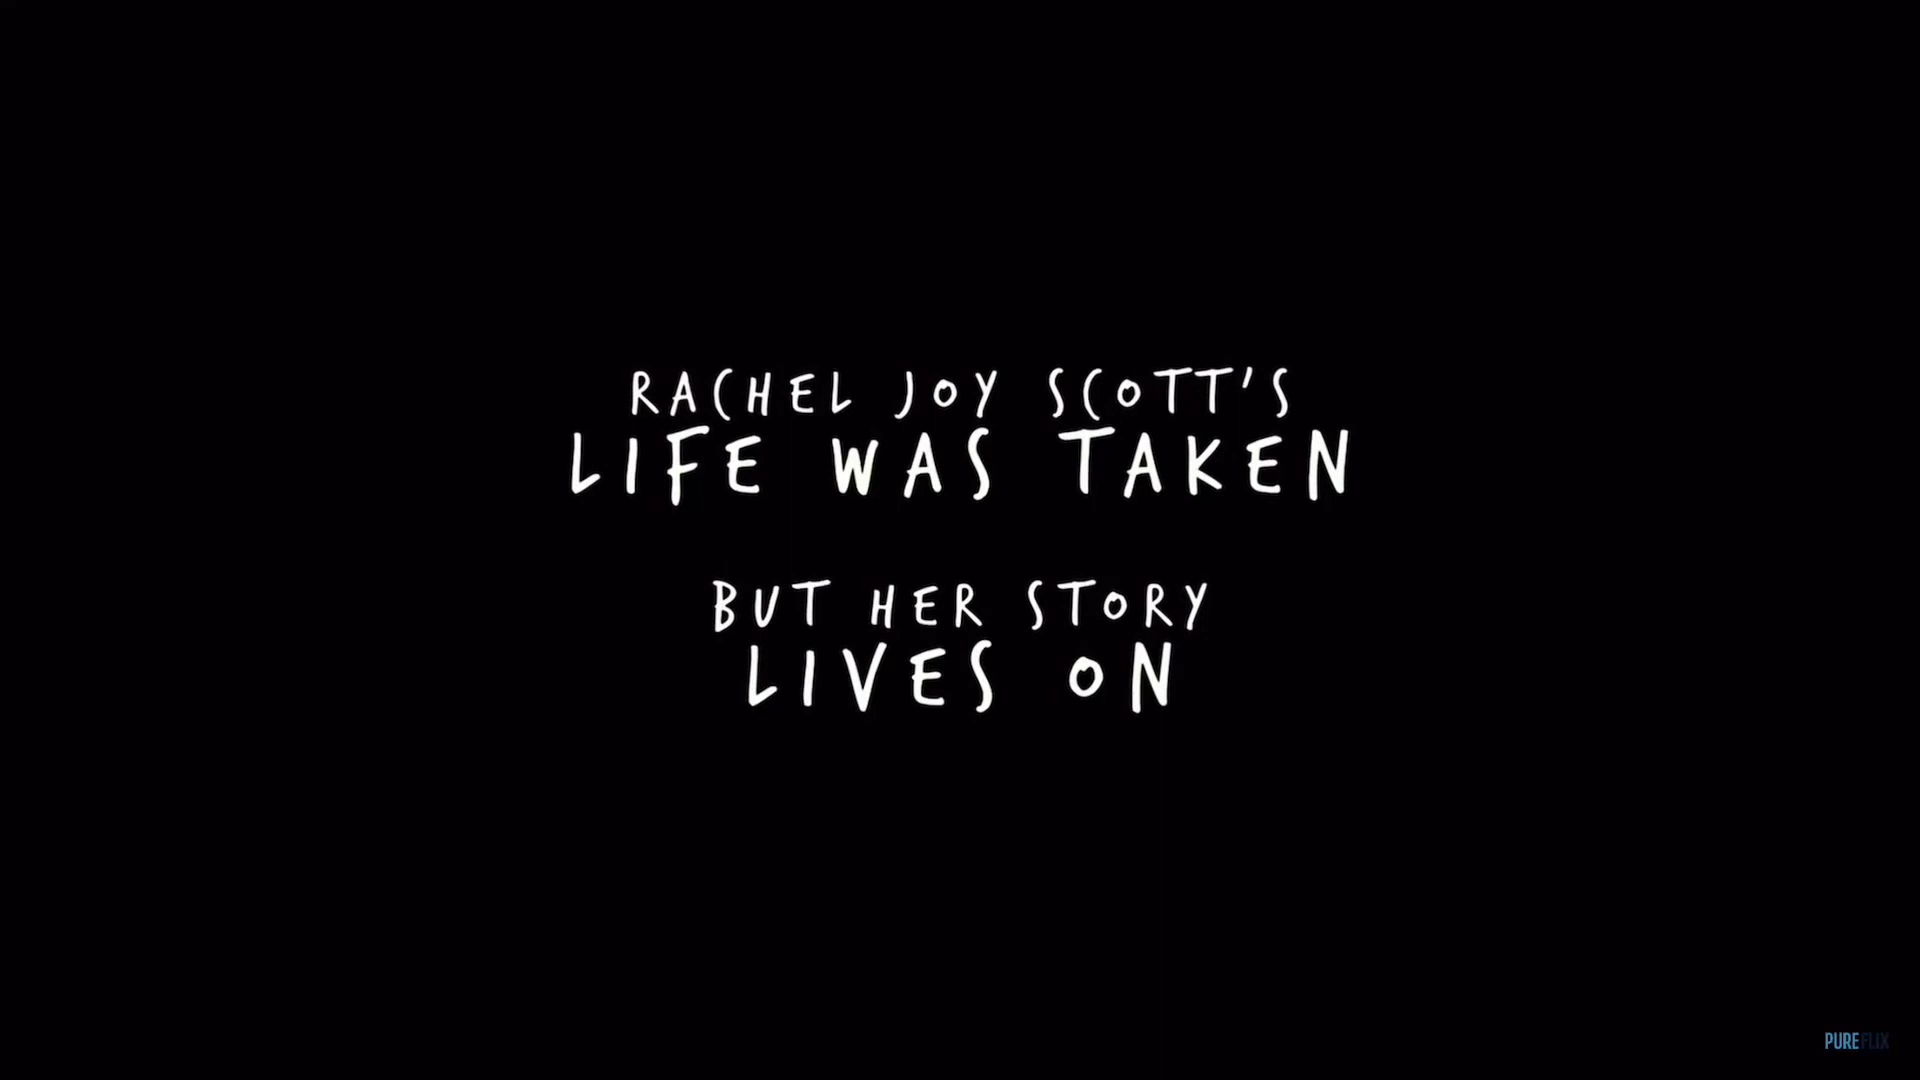 RACHEL JOY SCOTT'S
LIFE WAS TAKEN
BUT HER STORY
LIVES ON
PUREFLIX